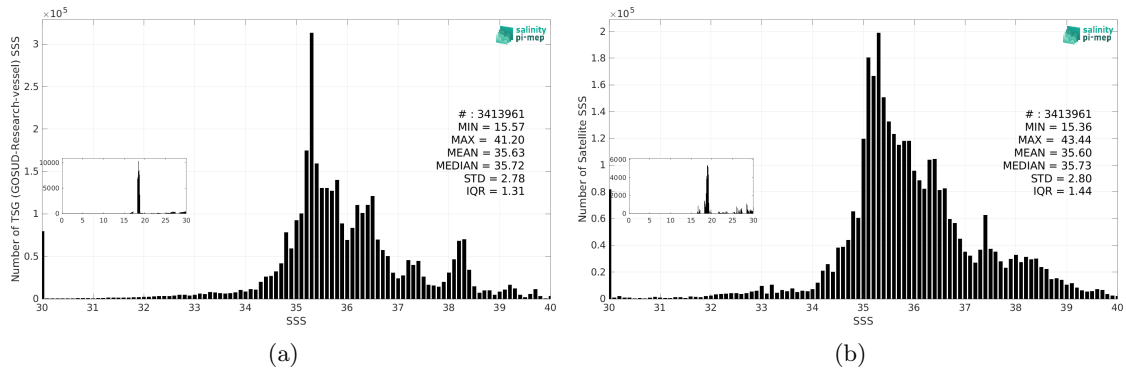 ×10⁵
Number of TSG (GOSUD-Research-vessel) SSS
3
2.5
2
1.5
1
0.5
0
30 31 32 33 34 35 36 37 38 39 40
SSS
salinity
pi-mep
# : 3413961
MIN = 15.57
MAX = 41.20
MEAN = 35.63
MEDIAN = 35.72
STD = 2.78
IQR = 1.31
10000
5000
0
0 5 10 15 20 25 30
(a)
×10⁵
Number of Satellite SSS
2
1.8
1.6
1.4
1.2
1
0.8
0.6
0.4
0.2
0
30 31 32 33 34 35 36 37 38 39 40
SSS
salinity
pi-mep
# : 3413961
MIN = 15.36
MAX = 43.44
MEAN = 35.60
MEDIAN = 35.73
STD = 2.80
IQR = 1.44
6000
4000
2000
0
0 5 10 15 20 25 30
(b)